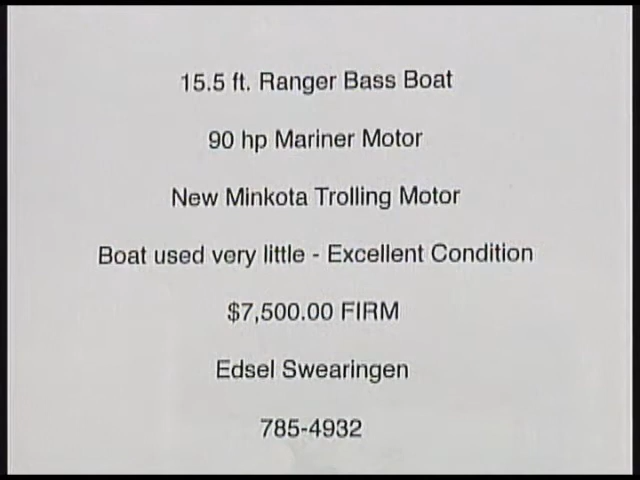 15.5 ft. Ranger Bass Boat
90 hp Mariner Motor
New Minkota Trolling Motor
Boat used very little - Excellent Condition
$7,500.00 FIRM
Edsel Swearingen
785-4932